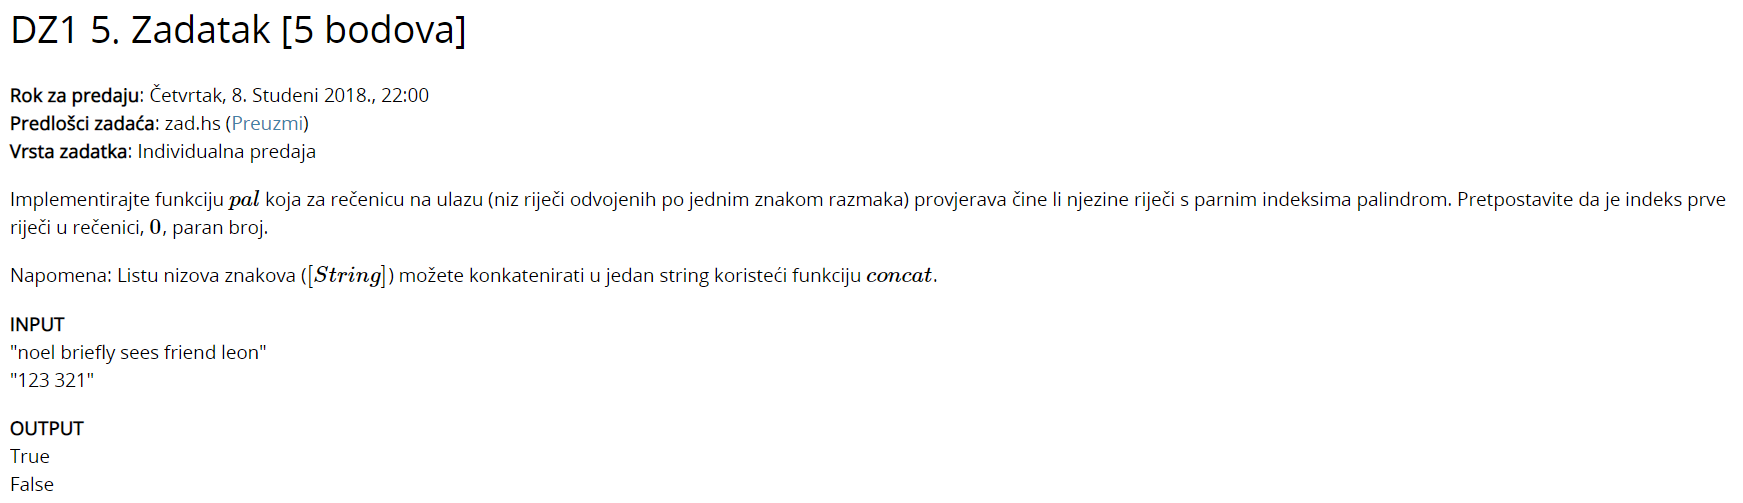 DZ1 5. Zadatak [5 bodova]
Rok za predaju: Četvrtak, 8. Studeni 2018., 22:00
Predlošci zadaća: zad.hs (Preuzmi)
Vrsta zadatka: Individualna predaja
Implementirajte funkciju pal koja za rečenicu na ulazu (niz riječi odvojenih po jednim znakom razmaka) provjerava čine li njezine riječi s parnim indeksima palindrom. Pretpostavite da je indeks prve
riječi u rečenici, 0, paran broj.
Napomena: Listu nizova znakova ([String]) možete konkatenirati u jedan string koristeći funkciju concat.
INPUT
"noel briefly sees friend leon"
"123 321"
OUTPUT
True
False